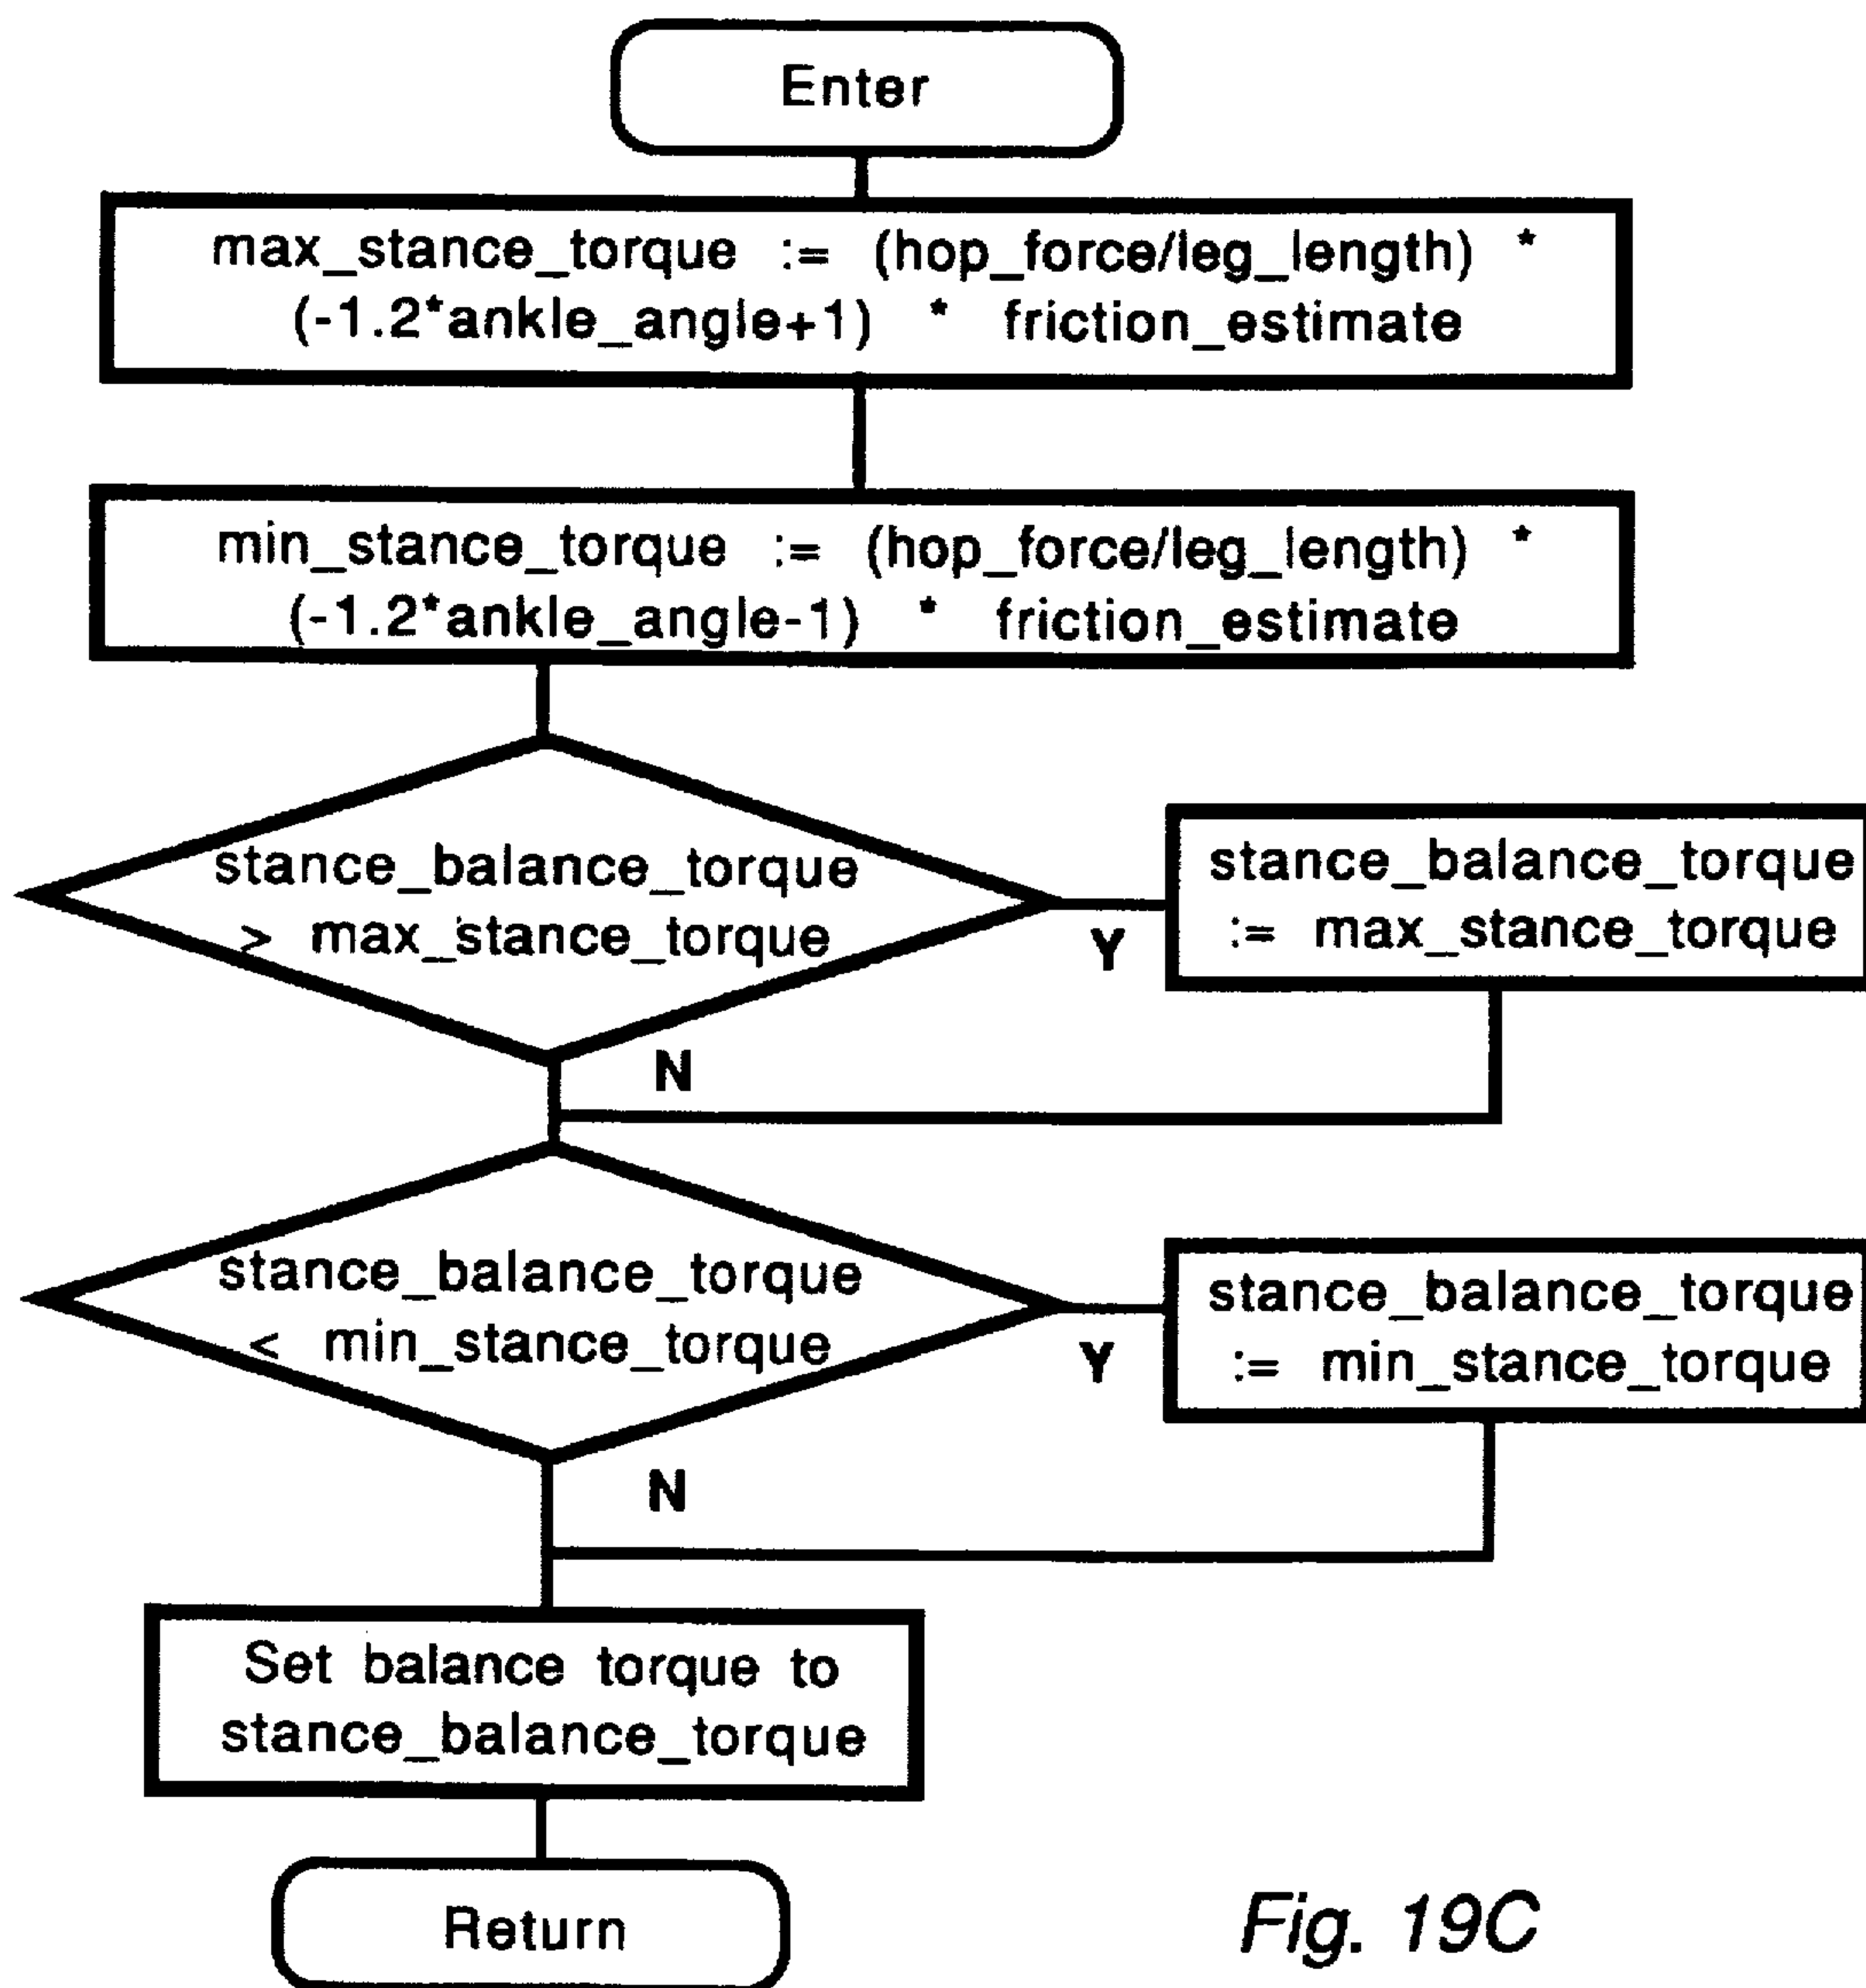 Enter
max_stance_torque := (hop_force/leg_length) *
(-1.2*ankle_angle+1) * friction_estimate
min_stance_torque := (hop_force/leg_length) *
(-1.2*ankle_angle-1) * friction_estimate
stance_balance_torque
> max_stance_torque
Y
stance_balance_torque
:= max_stance_torque
N
stance_balance_torque
< min_stance_torque
Y
stance_balance_torque
:= min_stance_torque
N
Set balance torque to
stance_balance_torque
Return
Fig. 19C